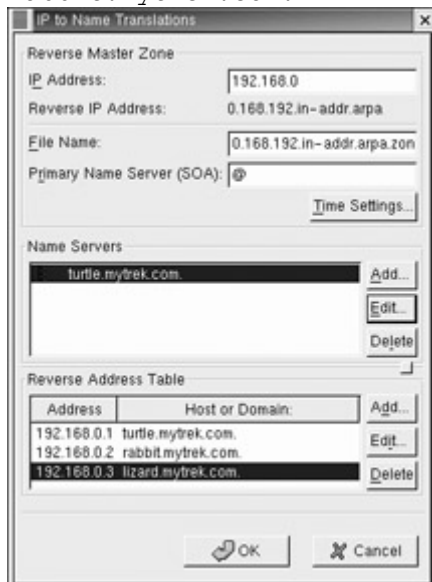 IP to Name Translations
Reverse Master Zone
IP Address: 192.168.0
Reverse IP Address: 0.168.192.in-addr.arpa
File Name: 0.168.192.in-addr.arpa.zon
Primary Name Server (SOA): @
Time Settings...
Name Servers
turtle.mytrek.com.
Add...
Edit...
Delete
Reverse Address Table
Address Host or Domain: Add...
192.168.0.1 turtle.mytrek.com.
192.168.0.2 rabbit.mytrek.com. Edit...
192.168.0.3 lizard.mytrek.com. Delete
OK Cancel